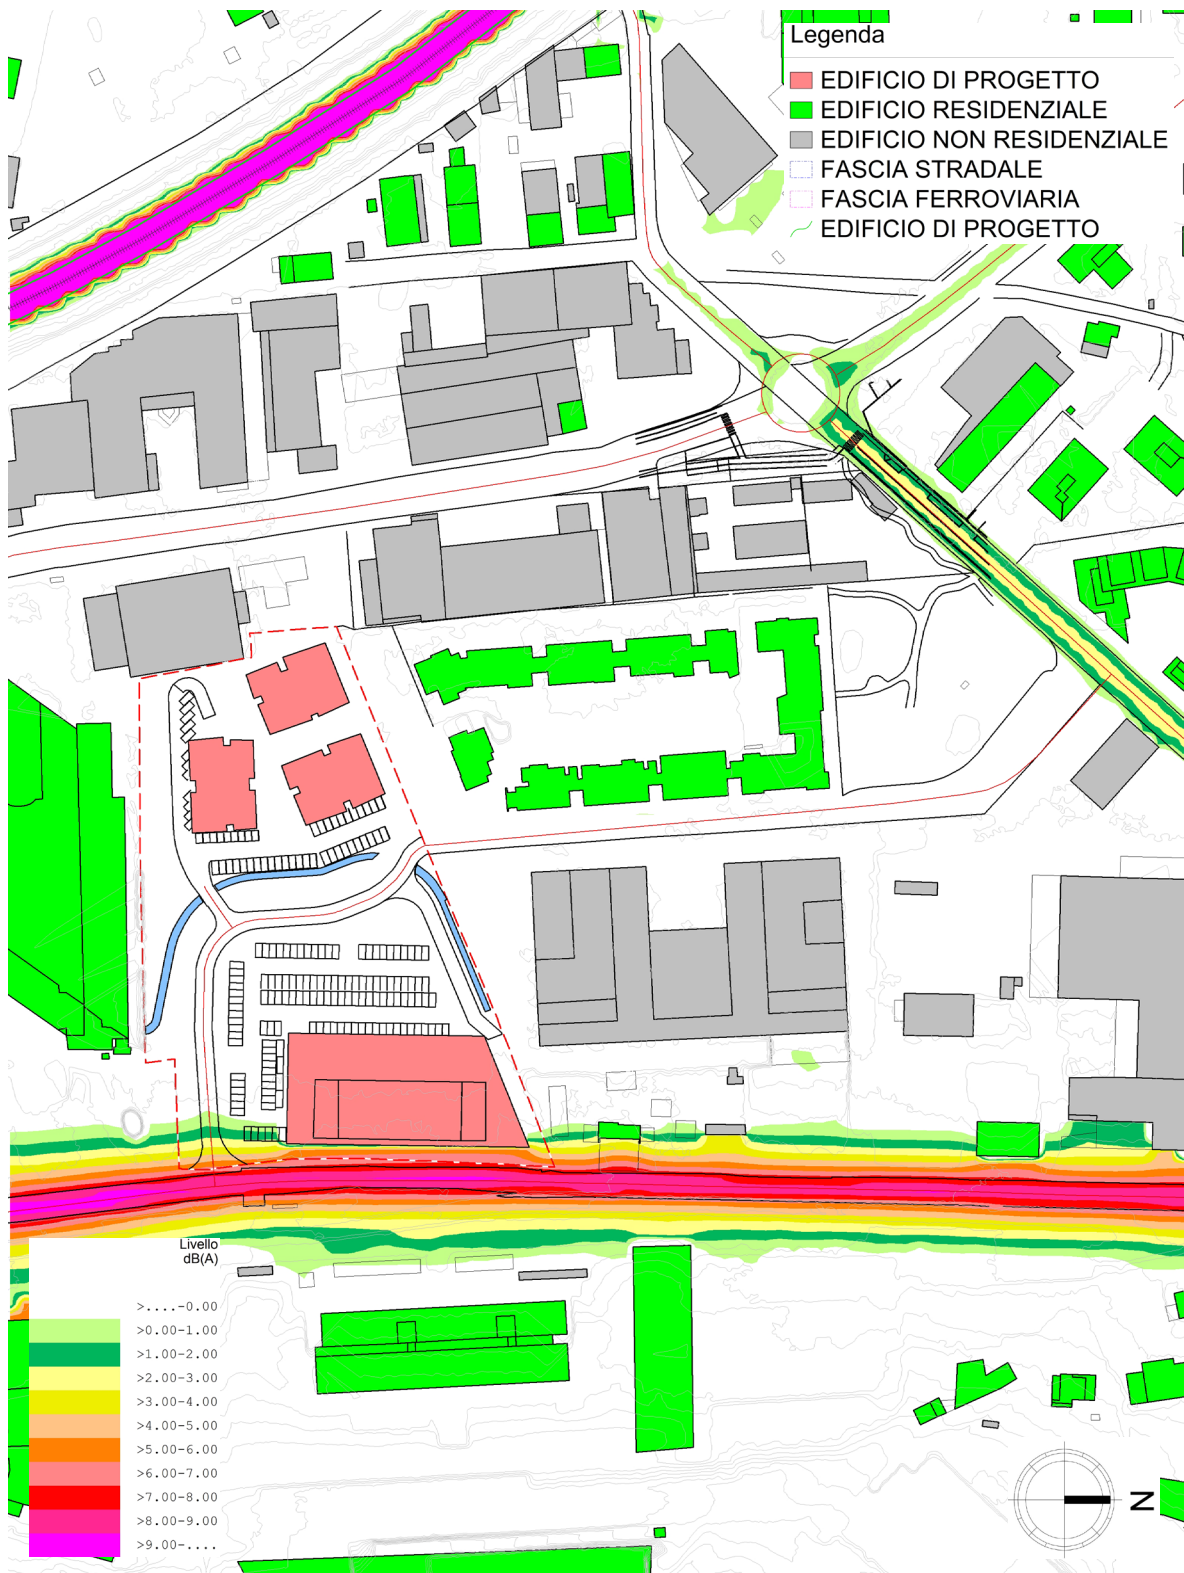 Legenda
EDIFICIO DI PROGETTO
EDIFICIO RESIDENZIALE
EDIFICIO NON RESIDENZIALE
FASCIA STRADALE
FASCIA FERROVIARIA
EDIFICIO DI PROGETTO
Livello
dB(A)
>....-0.00
>0.00-1.00
>1.00-2.00
>2.00-3.00
>3.00-4.00
>4.00-5.00
>5.00-6.00
>6.00-7.00
>7.00-8.00
>8.00-9.00
>9.00-....
N